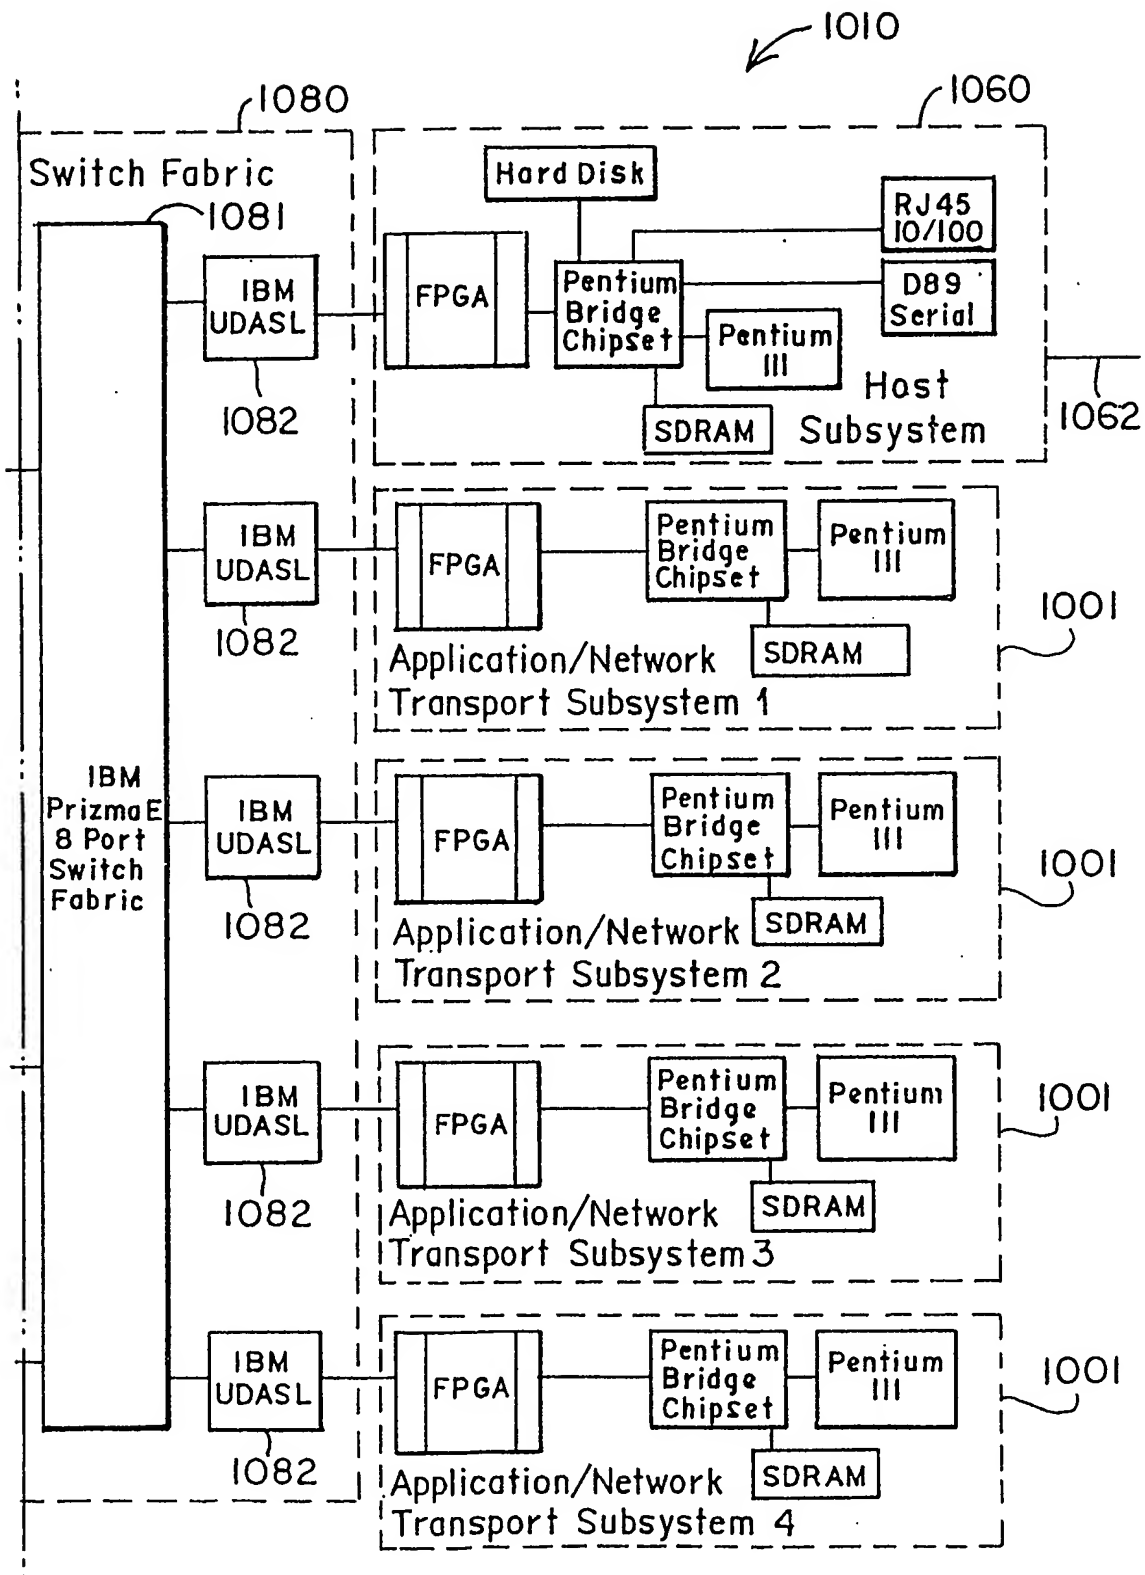 1010
1080
1060
Switch Fabric
1081
Hard Disk
RJ45
10/100
FPGA
Pentium
Bridge
Chipset
D89
Serial
IBM
UDASL
Pentium
III
1082
SDRAM
Host
Subsystem
1062
IBM
UDASL
1082
FPGA
Pentium
Bridge
Chipset
Pentium
III
SDRAM
Application/Network
Transport Subsystem 1
1001
IBM
PrizmaE
8 Port
Switch
Fabric
IBM
UDASL
1082
FPGA
Pentium
Bridge
Chipset
Pentium
III
SDRAM
Application/Network
Transport Subsystem 2
1001
IBM
UDASL
1082
FPGA
Pentium
Bridge
Chipset
Pentium
III
SDRAM
Application/Network
Transport Subsystem 3
1001
IBM
UDASL
1082
FPGA
Pentium
Bridge
Chipset
Pentium
III
SDRAM
Application/Network
Transport Subsystem 4
1001